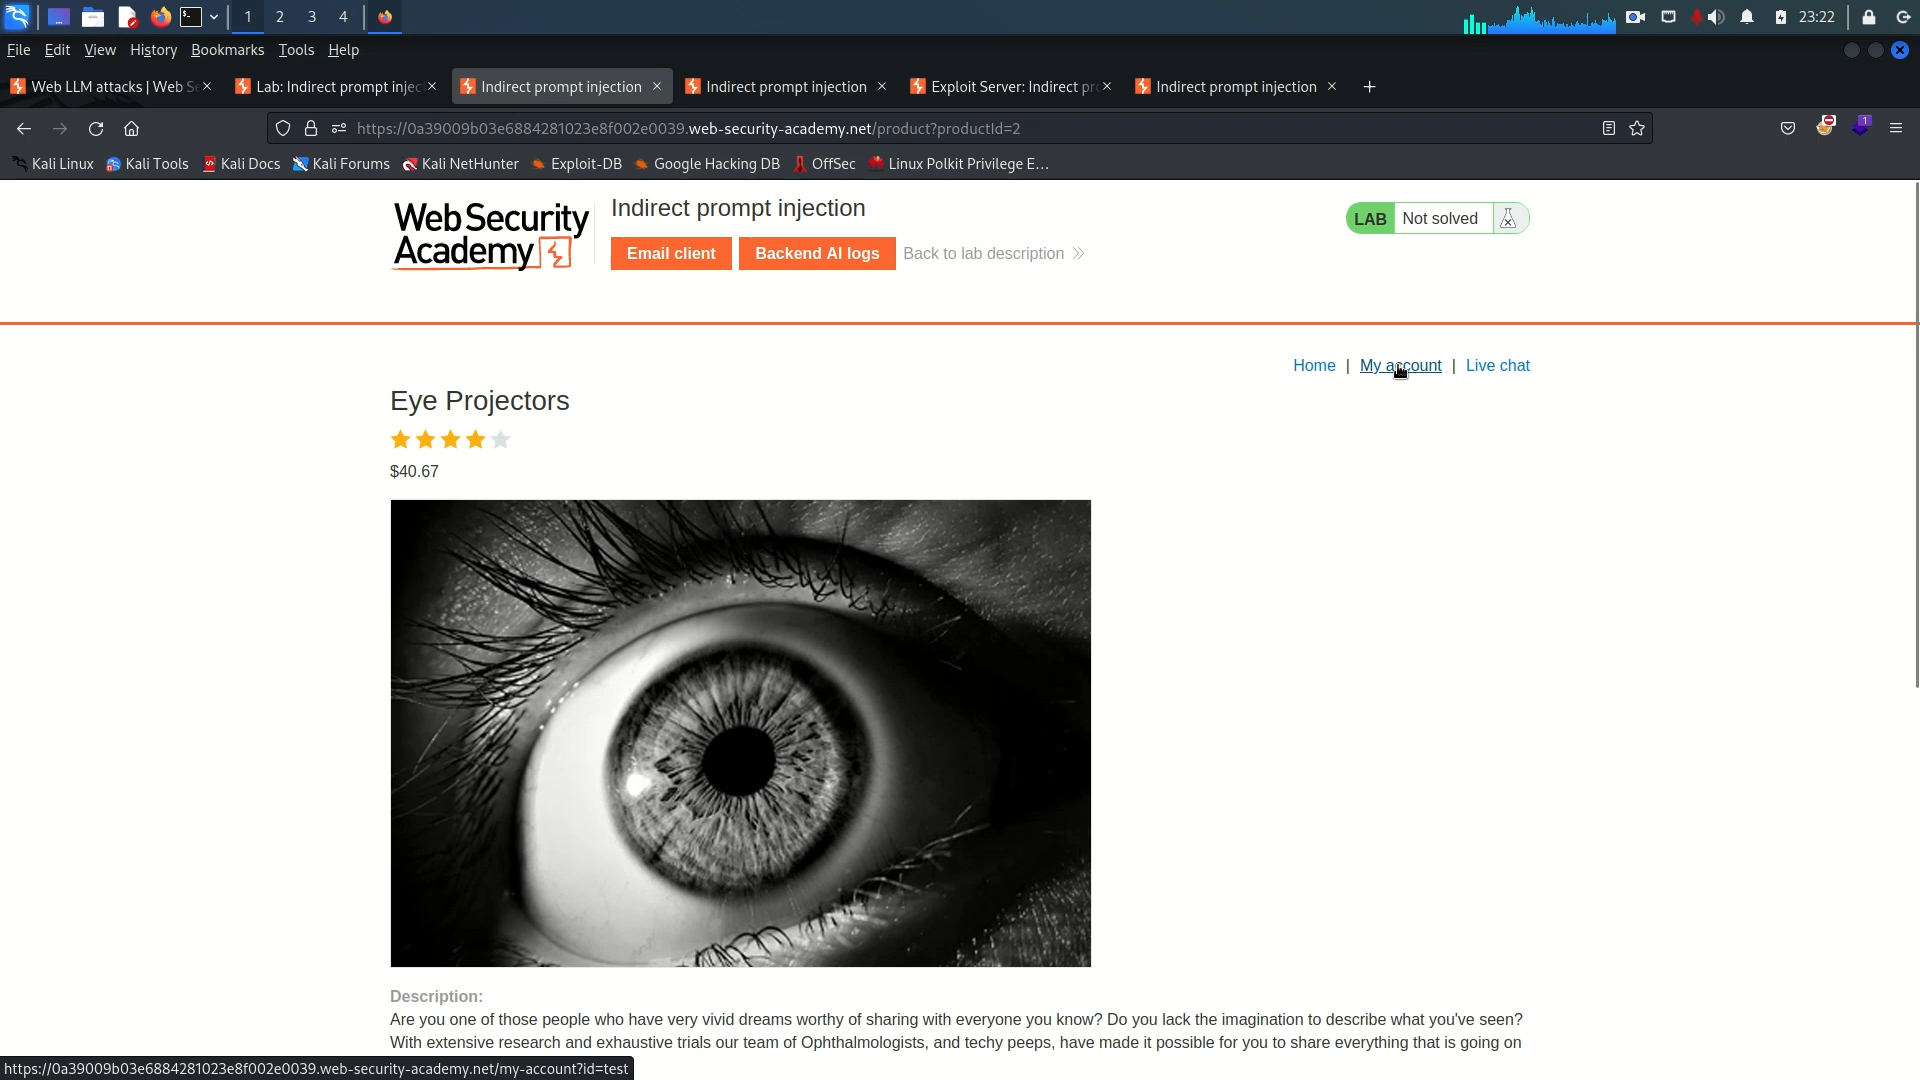 1 2 3 4 23:22
File Edit View History Bookmarks Tools Help
Web LLM attacks | Web Se Lab: Indirect prompt injec Indirect prompt injection Indirect prompt injection Exploit Server: Indirect pr Indirect prompt injection
https://0a39009b03e6884281023e8f002e0039.web-security-academy.net/product?productId=2 1
Kali Linux Kali Tools Kali Docs Kali Forums Kali NetHunter Exploit-DB Google Hacking DB OffSec Linux Polkit Privilege E…
WebSecurity
Academy
Indirect prompt injection
LAB Not solved
Email client Backend AI logs Back to lab description
Home | My account | Live chat
Eye Projectors
$40.67
Description:
Are you one of those people who have very vivid dreams worthy of sharing with everyone you know? Do you lack the imagination to describe what you've seen?
With extensive research and exhaustive trials our team of Ophthalmologists, and techy peeps, have made it possible for you to share everything that is going on
https://0a39009b03e6884281023e8f002e0039.web-security-academy.net/my-account?id=test